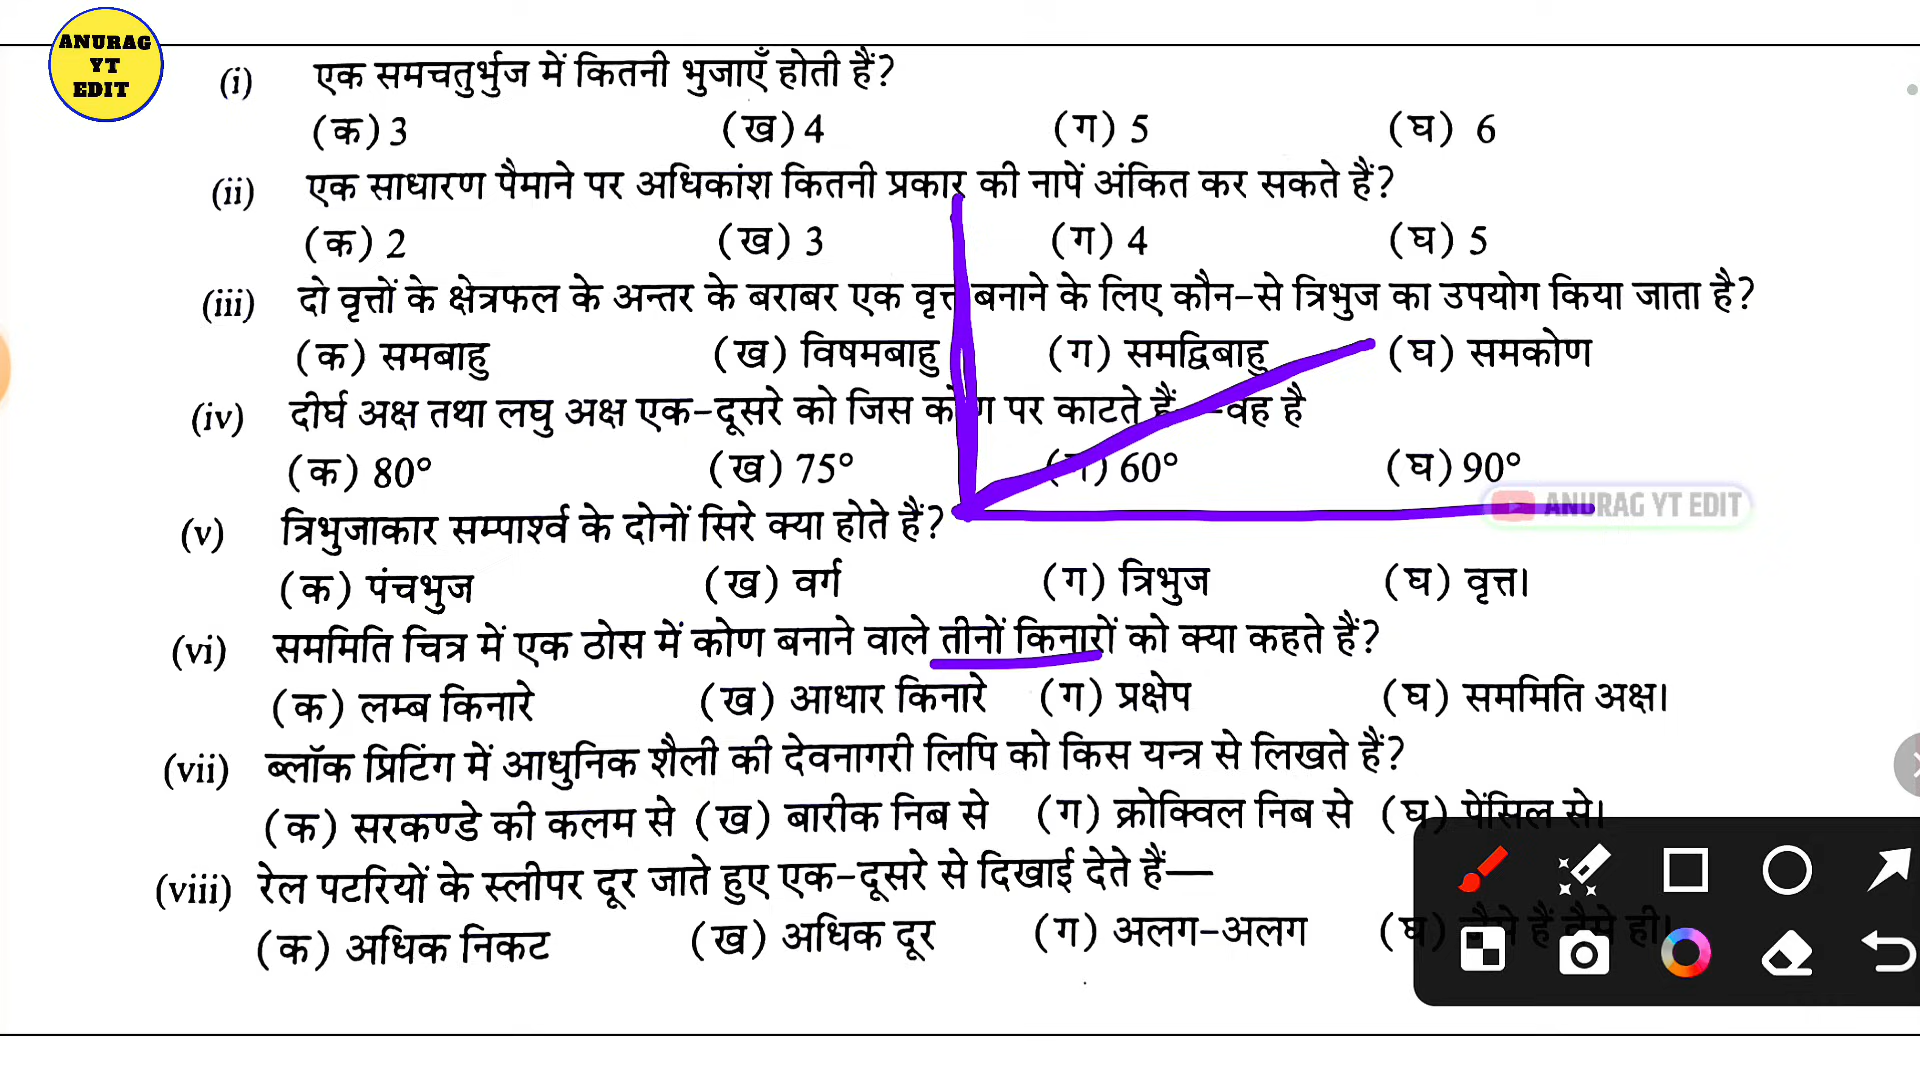 ANURAG
YT
EDIT
(i) एक समचतुर्भुज में कितनी भुजाएँ होती हैं?
(क) 3 (ख) 4 (ग) 5 (घ) 6
(ii) एक साधारण पैमाने पर अधिकांश कितनी प्रकार की नापें अंकित कर सकते हैं?
(क) 2 (ख) 3 (ग) 4 (घ) 5
(iii) दो वृत्तों के क्षेत्रफल के अन्तर के बराबर एक वृत्त बनाने के लिए कौन-से त्रिभुज का उपयोग किया जाता है?
(क) समबाहु (ख) विषमबाहु (ग) समद्विबाहु (घ) समकोण
(iv) दीर्घ अक्ष तथा लघु अक्ष एक-दूसरे को जिस कोण पर काटते हैं—वह है
(क) 80° (ख) 75° (ग) 60° (घ) 90°
ANURAG YT EDIT
(v) त्रिभुजाकार सम्पार्श्व के दोनों सिरे क्या होते हैं?
(क) पंचभुज (ख) वर्ग (ग) त्रिभुज (घ) वृत्त।
(vi) सममिति चित्र में एक ठोस में कोण बनाने वाले तीनों किनारों को क्या कहते हैं?
(क) लम्ब किनारे (ख) आधार किनारे (ग) प्रक्षेप (घ) सममिति अक्ष।
(vii) ब्लॉक प्रिटिंग में आधुनिक शैली की देवनागरी लिपि को किस यन्त्र से लिखते हैं?
(क) सरकण्डे की कलम से (ख) बारीक निब से (ग) क्रोक्विल निब से (घ) पेंसिल से।
(viii) रेल पटरियों के स्लीपर दूर जाते हुए एक-दूसरे से दिखाई देते हैं—
(क) अधिक निकट (ख) अधिक दूर (ग) अलग-अलग (घ) जैसे हैं वैसे ही।